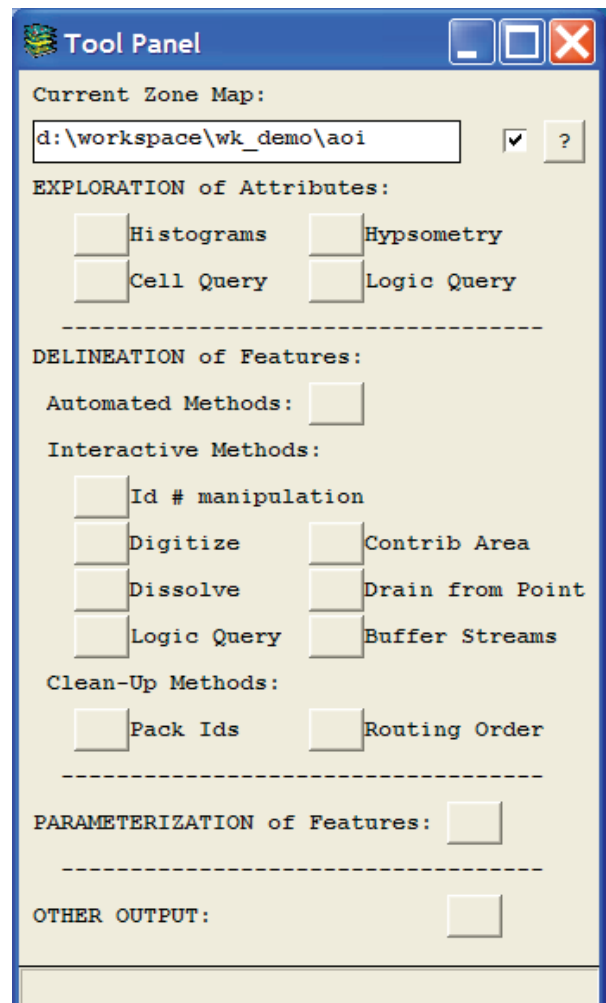 Tool Panel
Current Zone Map:
d:\workspace\wk_demo\aoi ?
EXPLORATION of Attributes:
Histograms Hypsometry
Cell Query Logic Query
-----------------------------------
DELINEATION of Features:
Automated Methods:
Interactive Methods:
Id # manipulation
Digitize Contrib Area
Dissolve Drain from Point
Logic Query Buffer Streams
Clean-Up Methods:
Pack Ids Routing Order
-----------------------------------
PARAMETERIZATION of Features:
-----------------------------------
OTHER OUTPUT: